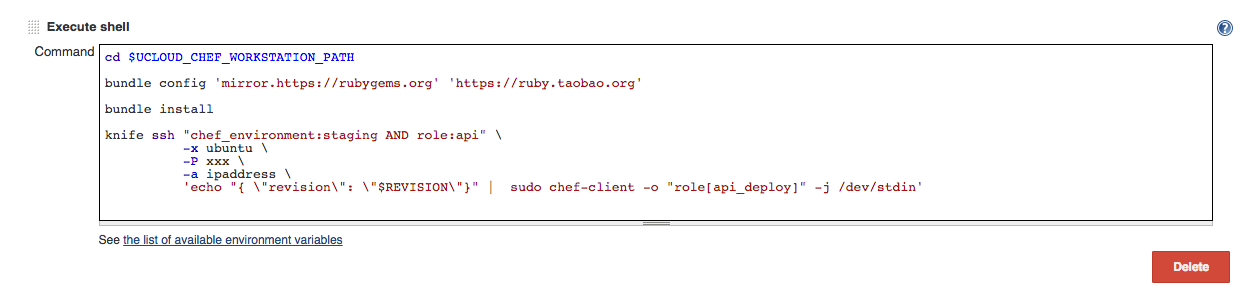 Execute shell
?
Command
cd $UCLOUD_CHEF_WORKSTATION_PATH
bundle config 'mirror.https://rubygems.org' 'https://ruby.taobao.org'
bundle install
knife ssh "chef_environment:staging AND role:api" \
-x ubuntu \
-P xxx \
-a ipaddress \
'echo "{ \"revision\": \"$REVISION\"}" |  sudo chef-client -o "role[api_deploy]" -j /dev/stdin'
See the list of available environment variables
Delete